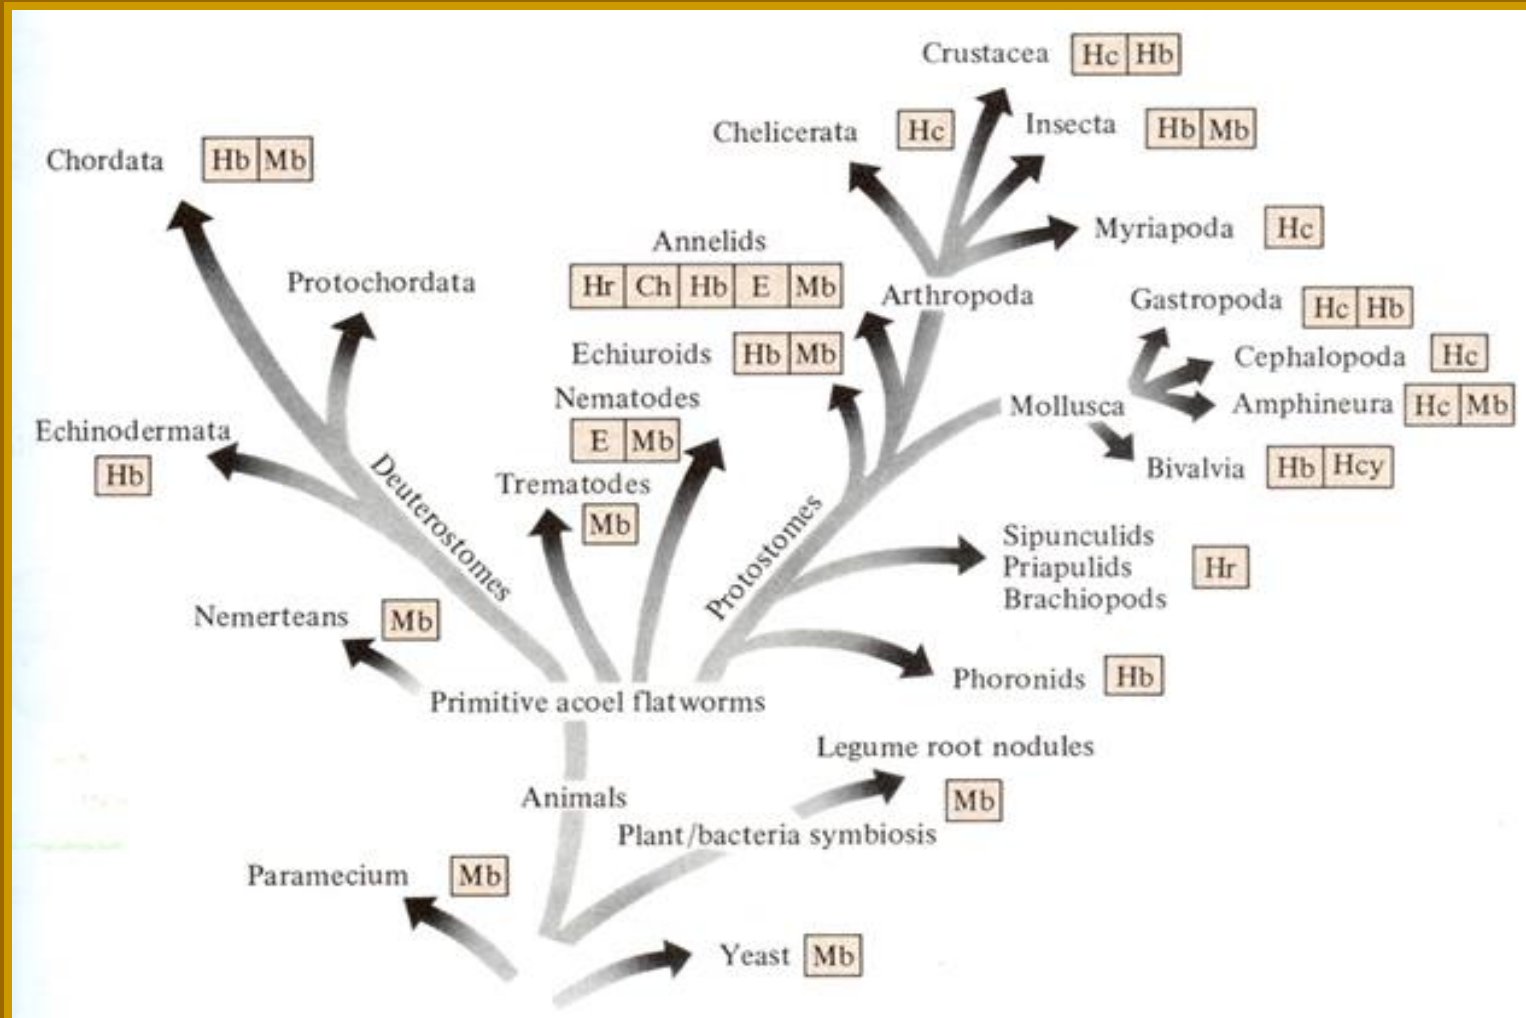 Crustacea Hc Hb
Chelicerata Hc
Insecta Hb Mb
Chordata Hb Mb
Myriapoda Hc
Annelids
Hr Ch Hb E Mb
Protochordata
Arthropoda
Gastropoda Hc Hb
Echiuroids Hb Mb
Cephalopoda Hc
Nematodes
E Mb
Mollusca
Amphineura Hc Mb
Echinodermata
Hb
Bivalvia Hb Hcy
Trematodes
Mb
Deuterostomes
Protostomes
Sipunculids
Priapulids Hr
Brachiopods
Nemerteans Mb
Phoronids Hb
Primitive acoel flatworms
Legume root nodules
Mb
Animals
Plant/bacteria symbiosis
Paramecium Mb
Yeast Mb